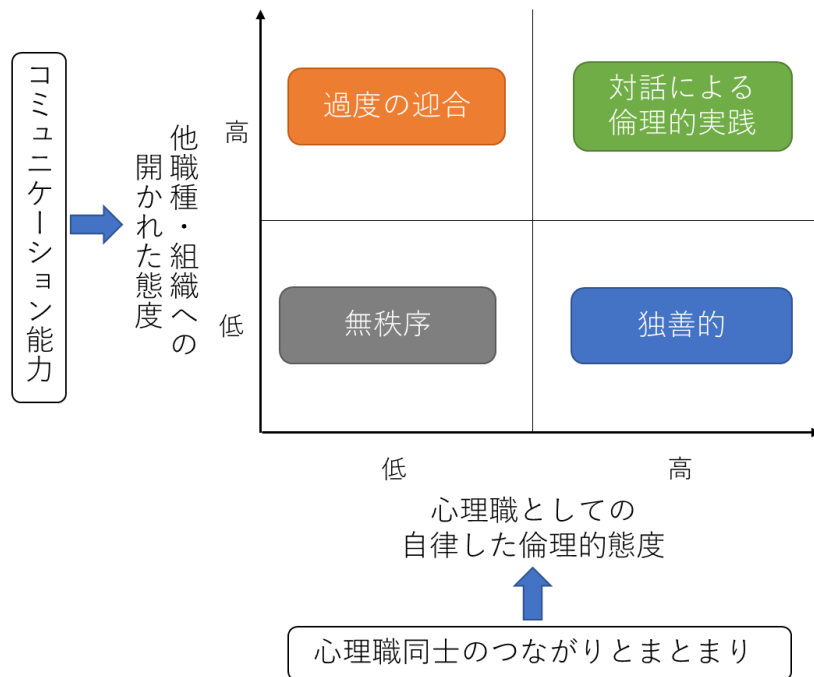 コミュニケーション能力
他職種・組織への
開かれた態度
高
低
過度の迎合
対話による
倫理的実践
無秩序
独善的
低
高
心理職としての
自律した倫理的態度
心理職同士のつながりとまとまり